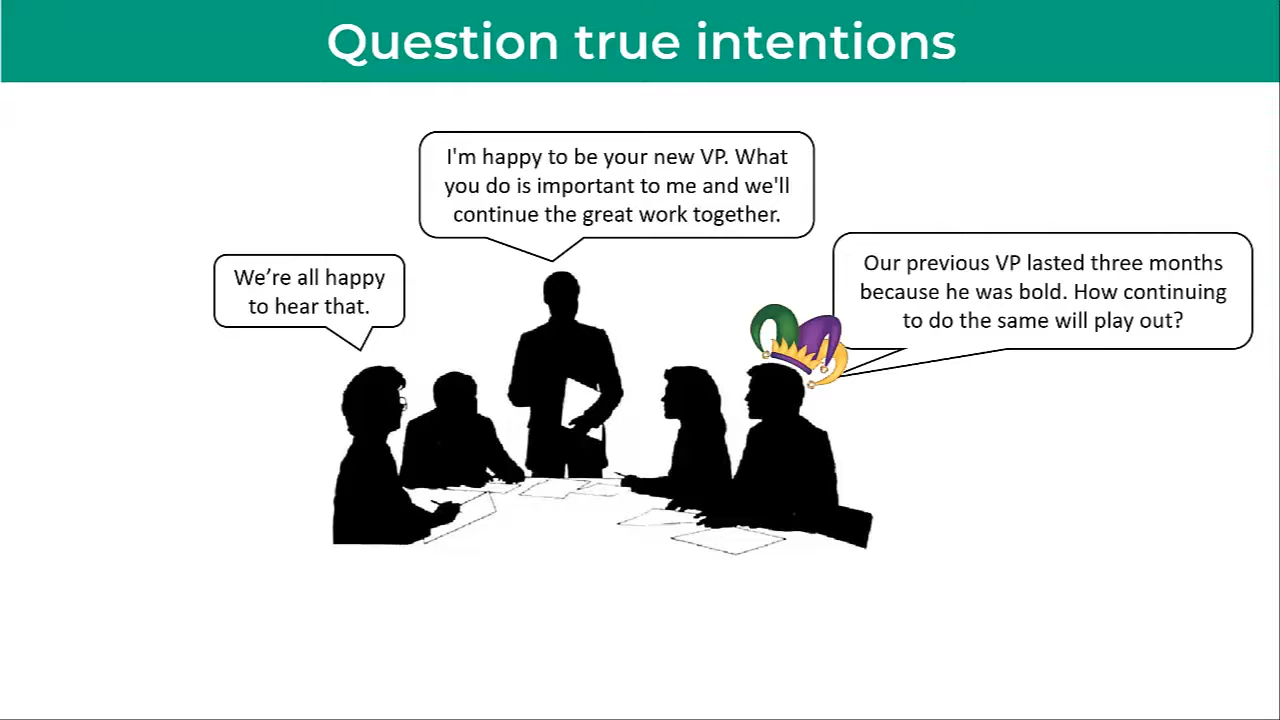 Question true intentions
I'm happy to be your new VP. What
you do is important to me and we'll
continue the great work together.
We’re all happy
to hear that.
Our previous VP lasted three months
because he was bold. How continuing
to do the same will play out?